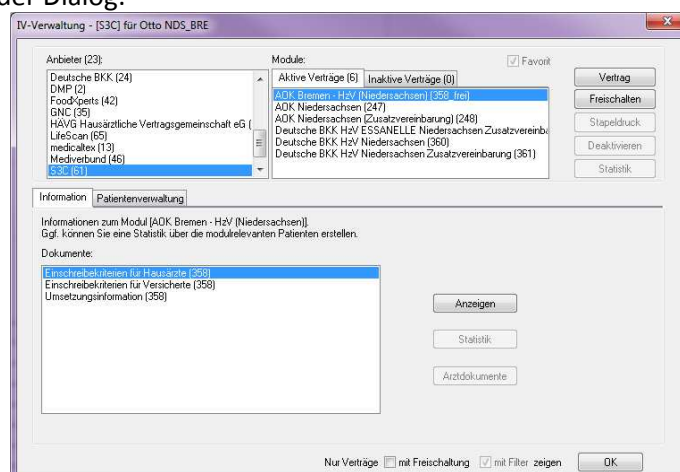 der Dialog:
IV-Verwaltung - [S3C] für Otto NDS_BRE
Anbieter (23):
Deutsche BKK (24)
DMP (2)
FoodXperts (42)
GNC (35)
HÄVG Hausärztliche Vertragsgemeinschaft eG (
LifeScan (65)
medicaltex (13)
Mediverbund (46)
S3C (61)
Module:
Favorit
Aktive Verträge (6)
Inaktive Verträge (0)
AOK Bremen - HzV (Niedersachsen) (358_frei)
AOK Niedersachsen (247)
AOK Niedersachsen (Zusatzvereinbarung) (248)
Deutsche BKK HzV ESSANELLE Niedersachsen Zusatzvereinba
Deutsche BKK HzV Niedersachsen (360)
Deutsche BKK HzV Niedersachsen Zusatzvereinbarung (361)
Vertrag
Freischalten
Stapeldruck
Deaktivieren
Statistik
Information
Patientenverwaltung
Informationen zum Modul [AOK Bremen - HzV (Niedersachsen)].
Ggf. können Sie eine Statistik über die modulrelevanten Patienten erstellen.
Dokumente:
Einschreibekriterien für Hausärzte (358)
Einschreibekriterien für Versicherte (358)
Umsetzungsinformation (358)
Anzeigen
Statistik
Arztdokumente
Nur Verträge mit Freischaltung mit Filter zeigen
OK